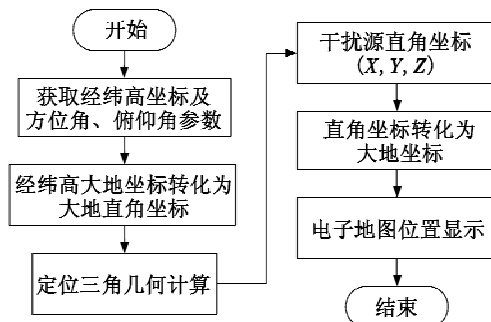 开始
获取经纬高坐标及
方位角、俯仰角参数
经纬高大地坐标转化为
大地直角坐标
定位三角几何计算
干扰源直角坐标
(X, Y, Z)
直角坐标转化为
大地坐标
电子地图位置显示
结束